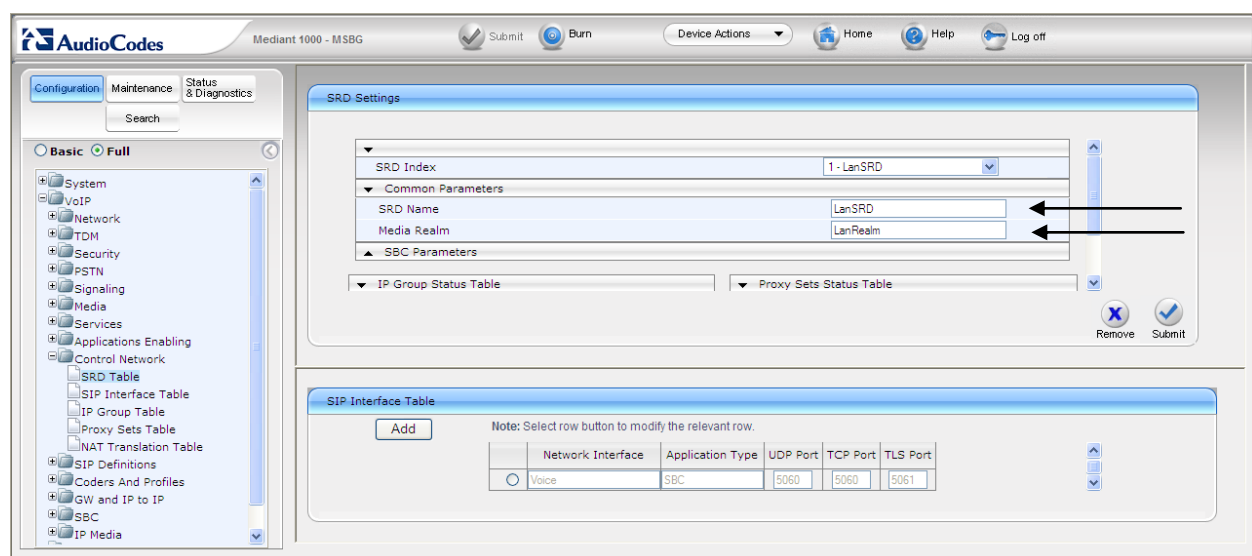 AudioCodes
Mediant 1000 - MSBG
Submit
Burn
Device Actions
Home
Help
Log off
Configuration
Maintenance
Status
& Diagnostics
Search
Basic
Full
System
VoIP
Network
TDM
Security
PSTN
Signaling
Media
Services
Applications Enabling
Control Network
SRD Table
SIP Interface Table
IP Group Table
Proxy Sets Table
NAT Translation Table
SIP Definitions
Coders And Profiles
GW and IP to IP
SBC
IP Media
SRD Settings
SRD Index 1 - LanSRD
Common Parameters
SRD Name LanSRD
Media Realm LanRealm
SBC Parameters
IP Group Status Table
Proxy Sets Status Table
X
Remove
Submit
SIP Interface Table
Add
Note: Select row button to modify the relevant row.
Network Interface Application Type UDP Port TCP Port TLS Port
Voice SBC 5060 5060 5061